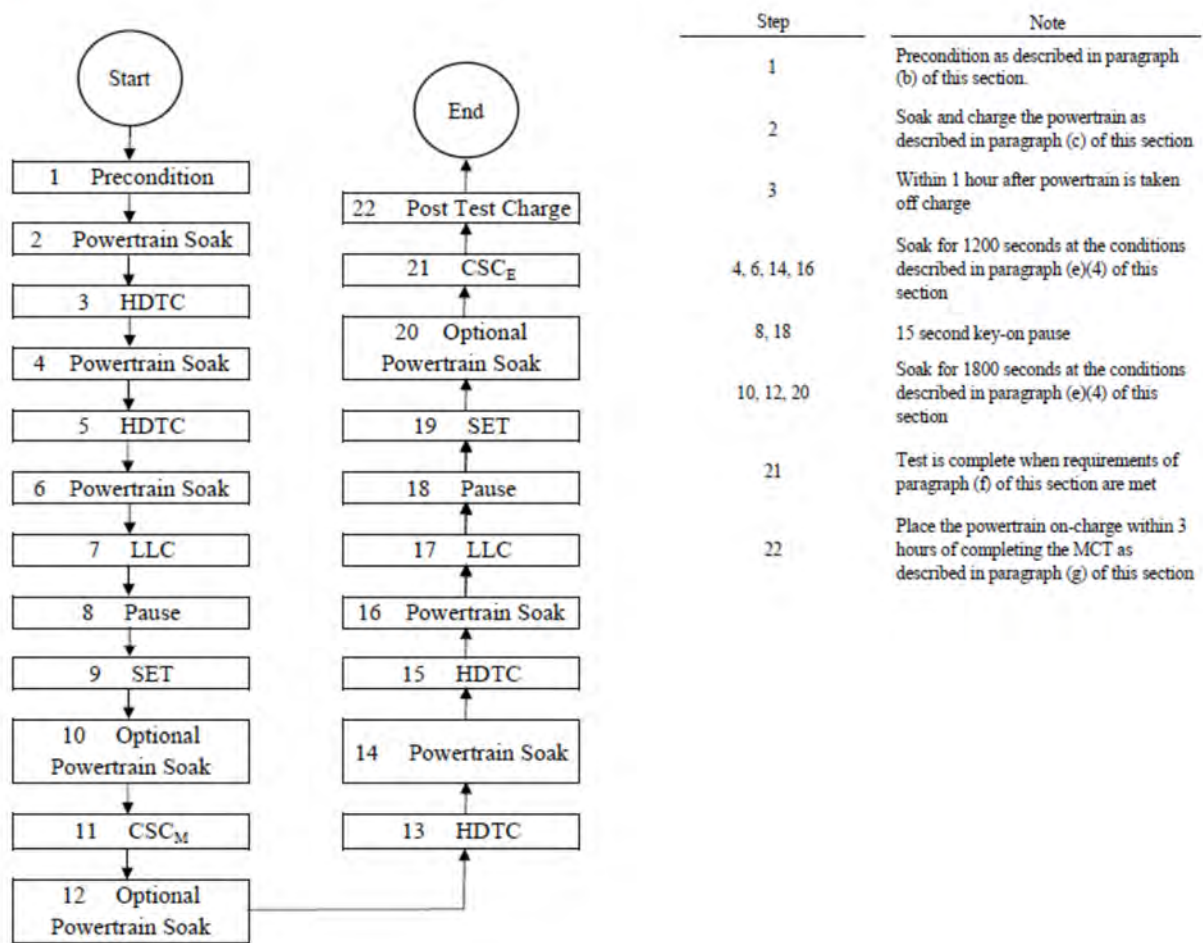 Start
1 Precondition
2 Powertrain Soak
3 HDTC
4 Powertrain Soak
5 HDTC
6 Powertrain Soak
7 LLC
8 Pause
9 SET
10 Optional
Powertrain Soak
11 CSCM
12 Optional
Powertrain Soak
End
22 Post Test Charge
21 CSCE
20 Optional
Powertrain Soak
19 SET
18 Pause
17 LLC
16 Powertrain Soak
15 HDTC
14 Powertrain Soak
13 HDTC
Step Note
1 Precondition as described in paragraph
(b) of this section.
2 Soak and charge the powertrain as
described in paragraph (c) of this section
3 Within 1 hour after powertrain is taken
off charge
4, 6, 14, 16 Soak for 1200 seconds at the conditions
described in paragraph (e)(4) of this
section
8, 18 15 second key-on pause
10, 12, 20 Soak for 1800 seconds at the conditions
described in paragraph (e)(4) of this
section
21 Test is complete when requirements of
paragraph (f) of this section are met
22 Place the powertrain on-charge within 3
hours of completing the MCT as
described in paragraph (g) of this section